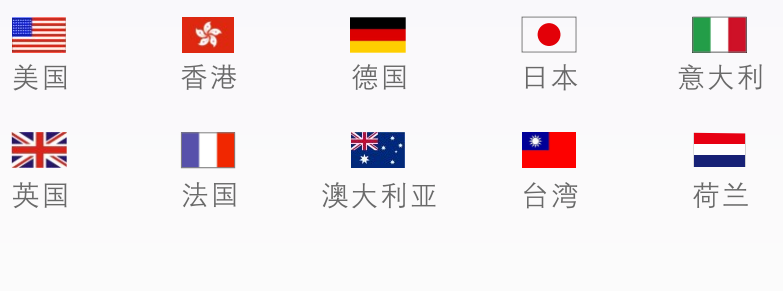 美国 香港 德国 日本 意大利
英国 法国 澳大利亚 台湾 荷兰